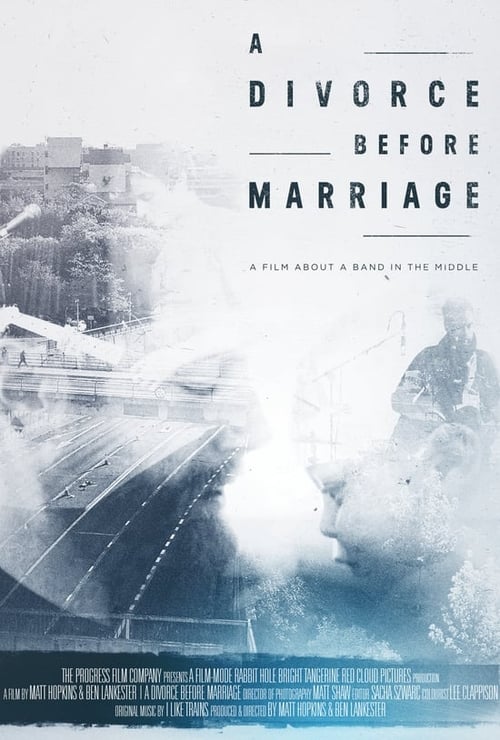 A
DIVORCE
BEFORE
MARRIAGE
A FILM ABOUT A BAND IN THE MIDDLE
THE PROGRESS FILM COMPANY PRESENTS A FILM-MODE RABBIT HOLE BRIGHT TANGERINE RED CLOUD PICTURES PRODUCTION
A FILM BY MATT HOPKINS & BEN LANKESTER | A DIVORCE BEFORE MARRIAGE DIRECTOR OF PHOTOGRAPHY MATT SHAW EDITOR SACHA SZWARC COLOURIST LEE CLAPPISON
ORIGINAL MUSIC BY I LIKE TRAINS PRODUCED & DIRECTED BY MATT HOPKINS & BEN LANKESTER